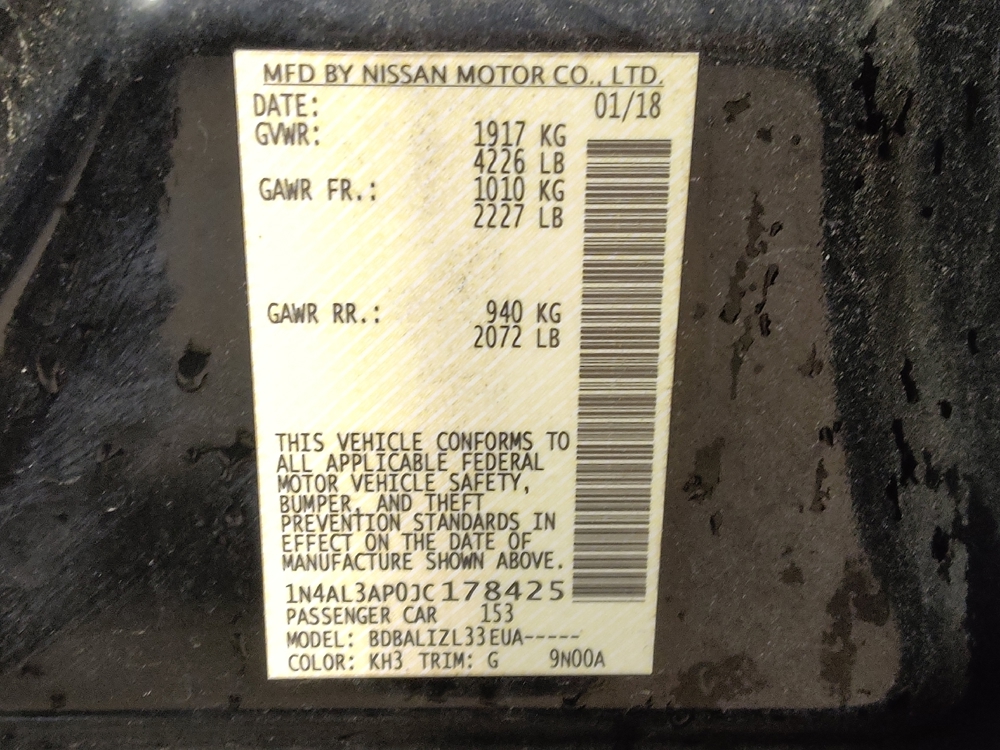 MFD BY NISSAN MOTOR CO., LTD.
DATE: 01/18
GVWR: 1917 KG
4226 LB
GAWR FR.: 1010 KG
2227 LB
GAWR RR.: 940 KG
2072 LB
THIS VEHICLE CONFORMS TO
ALL APPLICABLE FEDERAL
MOTOR VEHICLE SAFETY,
BUMPER, AND THEFT
PREVENTION STANDARDS IN
EFFECT ON THE DATE OF
MANUFACTURE SHOWN ABOVE.
1N4AL3AP0JC178425
PASSENGER CAR 153
MODEL: BDBALIZL33EUA-----
COLOR: KH3 TRIM: G 9N00A